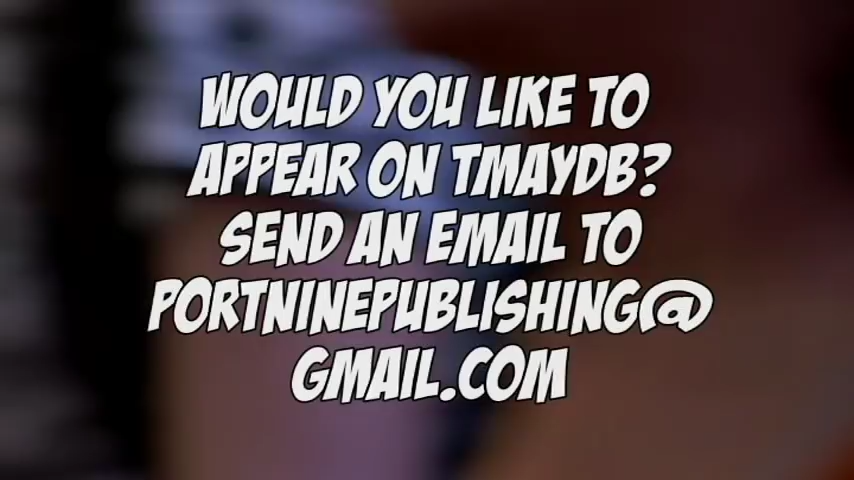 WOULD YOU LIKE TO
APPEAR ON TMAYDB?
SEND AN EMAIL TO
PORTNINEPUBLISHING@
GMAIL.COM